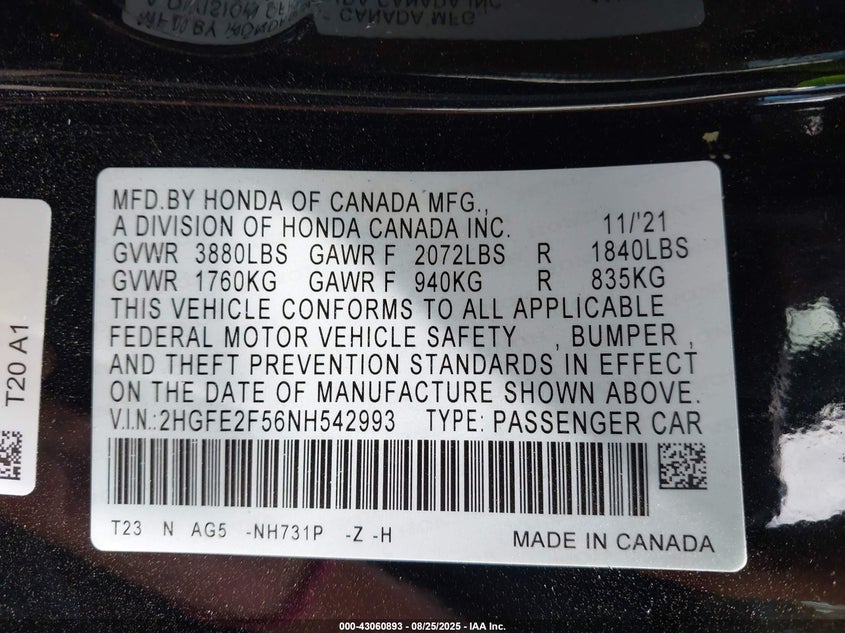 MFD.BY HONDA OF CANADA MFG.,
A DIVISION OF HONDA CANADA INC. 11/'21
GVWR 3880LBS GAWR F 2072LBS R 1840LBS
GVWR 1760KG GAWR F 940KG R 835KG
THIS VEHICLE CONFORMS TO ALL APPLICABLE
FEDERAL MOTOR VEHICLE SAFETY , BUMPER ,
AND THEFT PREVENTION STANDARDS IN EFFECT
ON THE DATE OF MANUFACTURE SHOWN ABOVE.
V.I.N.:2HGFE2F56NH542993 TYPE: PASSENGER CAR
T23 N AG5 -NH731P -Z -H MADE IN CANADA
T20 A1
000-43060893 - 08/25/2025 - IAA Inc.